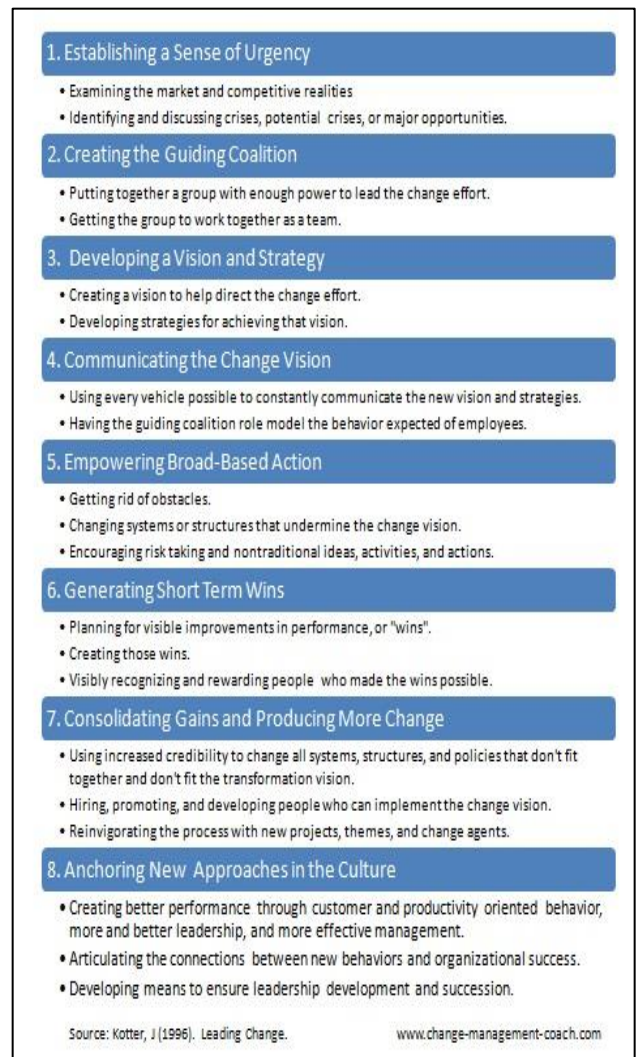 1. Establishing a Sense of Urgency
• Examining the market and competitive realities
• Identifying and discussing crises, potential crises, or major opportunities.
2. Creating the Guiding Coalition
• Putting together a group with enough power to lead the change effort.
• Getting the group to work together as a team.
3. Developing a Vision and Strategy
• Creating a vision to help direct the change effort.
• Developing strategies for achieving that vision.
4. Communicating the Change Vision
• Using every vehicle possible to constantly communicate the new vision and strategies.
• Having the guiding coalition role model the behavior expected of employees.
5. Empowering Broad-Based Action
• Getting rid of obstacles.
• Changing systems or structures that undermine the change vision.
• Encouraging risk taking and nontraditional ideas, activities, and actions.
6. Generating Short Term Wins
• Planning for visible improvements in performance, or "wins".
• Creating those wins.
• Visibly recognizing and rewarding people who made the wins possible.
7. Consolidating Gains and Producing More Change
• Using increased credibility to change all systems, structures, and policies that don't fit
together and don't fit the transformation vision.
• Hiring, promoting, and developing people who can implement the change vision.
• Reinvigorating the process with new projects, themes, and change agents.
8. Anchoring New Approaches in the Culture
• Creating better performance through customer and productivity oriented behavior,
more and better leadership, and more effective management.
• Articulating the connections between new behaviors and organizational success.
• Developing means to ensure leadership development and succession.
Source: Kotter, J (1996). Leading Change. www.change-management-coach.com